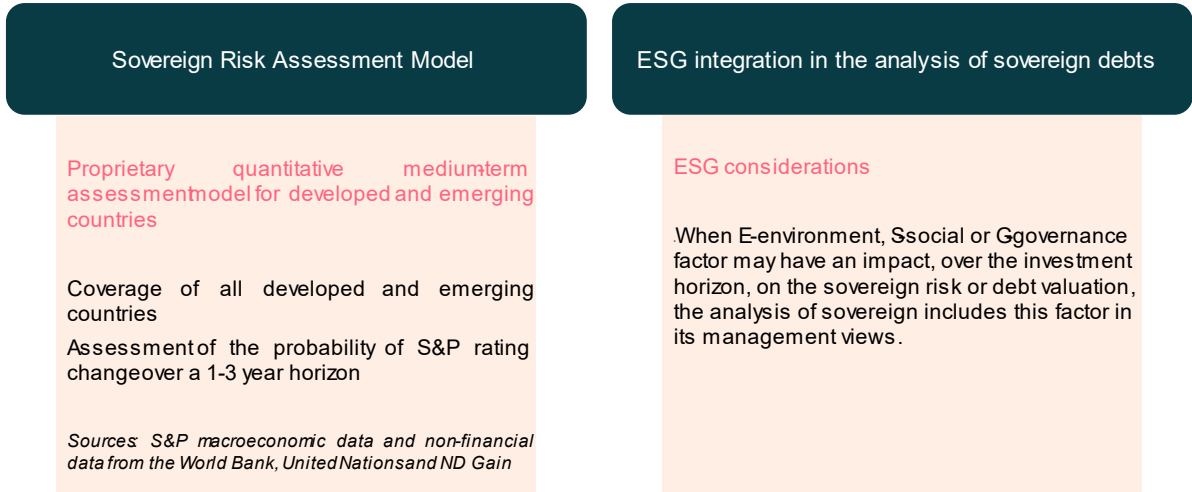 Sovereign Risk Assessment Model
Proprietary quantitative medium-term
assessment model for developed and emerging
countries
Coverage of all developed and emerging
countries
Assessment of the probability of S&P rating
change over a 1-3 year horizon
Sources: S&P macroeconomic data and non-financial
data from the World Bank, United Nations and ND Gain
ESG integration in the analysis of sovereign debts
ESG considerations
.When E-environment, S-social or G-governance
factor may have an impact, over the investment
horizon, on the sovereign risk or debt valuation,
the analysis of sovereign includes this factor in
its management views.